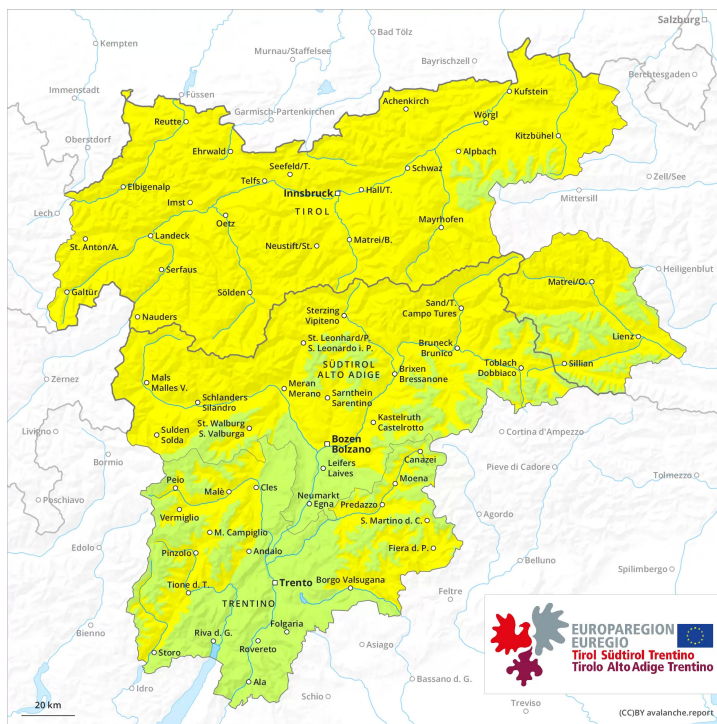 Salzburg
Kempten
Bad Tölz
Murnau/Staffelsee
Bayrischzell
Berchtesgaden
Immenstadt
Füssen
Garmisch-Partenkirchen
Achenkirch
Kufstein
Reutte
Wörgl
Oberstdorf
Kitzbühel
Ehrwald
Alpbach
Seefeld/T.
Schwaz
Telfs
Zell/See
Elbigenalp
Innsbruck
Hall/T.
Mittersill
Imst
TIROL
Lech
Oetz
Mayrhofen
Landeck
St. Anton/A.
Neustift/St.
Matrei/B.
Serfaus
Heiligenblut
Matrei/O.
Galtür
Sölden
Nauders
Sand/T.
Campo Tures
Sterzing
Vipiteno
Lienz
St. Leonhard/P.
S. Leonardo i. P.
Bruneck
Brunico
Toblach
Dobbiaco
Sillian
SÜDTIROL
ALTO ADIGE
Brixen
Bressanone
Zernez
Mals
Malles V.
Meran
Merano
Schlanders
Silandro
Sarnthein
Sarentino
Kastelruth
Castelrotto
St. Walburg
S. Valburga
Livigno
Sulden
Solda
Bozen
Bolzano
Cortina d'Ampezzo
Canazei
Bormio
Leifers
Laives
Pieve di Cadore
Tolmezzo
Peio
Malè
Cles
Moena
Poschiavo
Neumarkt
Egna
Predazzo
Vermiglio
Agordo
S. Martino d. C.
M. Campiglio
Edolo
Pinzolo
Andalo
Fiera d. P.
Belluno
Spilimbergo
Tione d. T.
Trento
Borgo Valsugana
Feltre
TRENTINO
Folgaria
Bienno
Riva d. G.
Rovereto
Asiago
Storo
Idro
Ala
Schio
Bassano d. G.
Treviso
EUROPAREGION
EUREGIO
Tirol Südtirol Trentino
Tirolo Alto Adige Trentino
20 km
(CC)BY avalanche.report